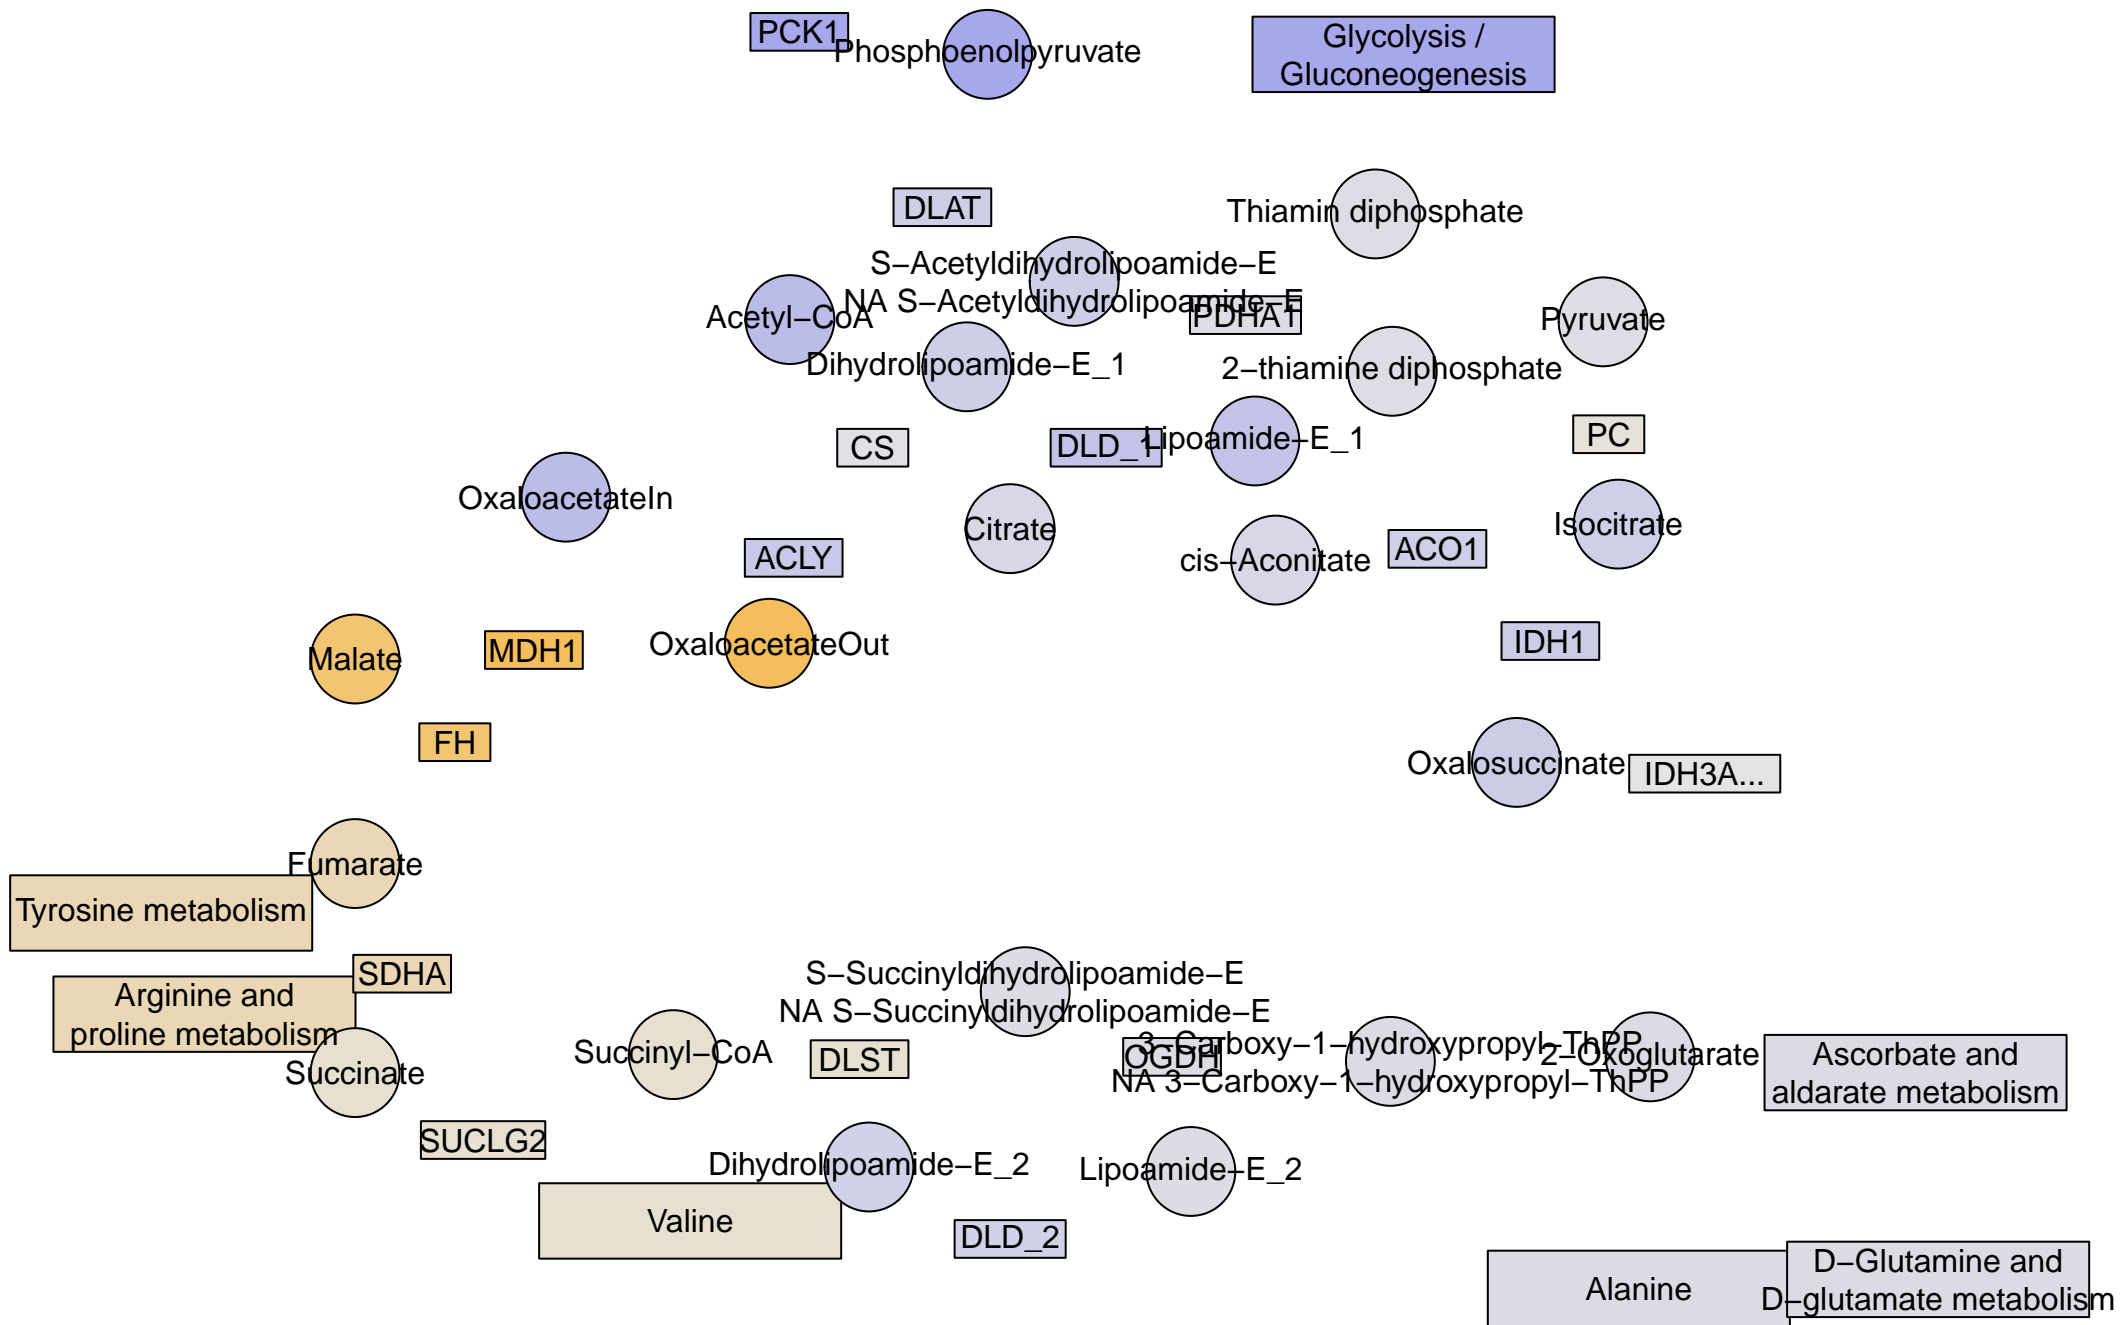 PCK1
Phosphoenolpyruvate
Glycolysis /
Gluconeogenesis
DLAT
Thiamin diphosphate
S−Acetyldihydrolipoamide−E
NA S−Acetyldihydrolipoamide−E
Acetyl−CoA
PDHA1
Pyruvate
Dihydrolipoamide−E_1
2−thiamine diphosphate
CS
DLD_1
Lipoamide−E_1
PC
OxaloacetateIn
Citrate
Isocitrate
ACLY
cis−Aconitate
ACO1
Malate
MDH1
OxaloacetateOut
IDH1
FH
Oxalosuccinate
IDH3A...
Fumarate
Tyrosine metabolism
SDHA
Arginine and
proline metabolism
S−Succinyldihydrolipoamide−E
NA S−Succinyldihydrolipoamide−E
Succinate
Succinyl−CoA
DLST
OGDH
3−Carboxy−1−hydroxypropyl−ThPP
NA 3−Carboxy−1−hydroxypropyl−ThPP
2−Oxoglutarate
Ascorbate and
aldarate metabolism
SUCLG2
Dihydrolipoamide−E_2
Lipoamide−E_2
Valine
DLD_2
Alanine
D−Glutamine and
D−glutamate metabolism